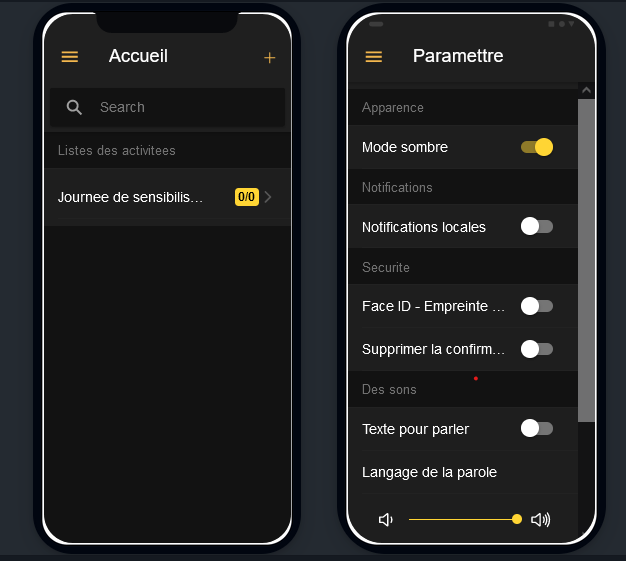 Accueil
Search
Listes des activitees
Journee de sensibilis...
0/0
Paramettre
Apparence
Mode sombre
Notifications
Notifications locales
Securite
Face ID - Empreinte ...
Supprimer la confirm...
Des sons
Texte pour parler
Langage de la parole